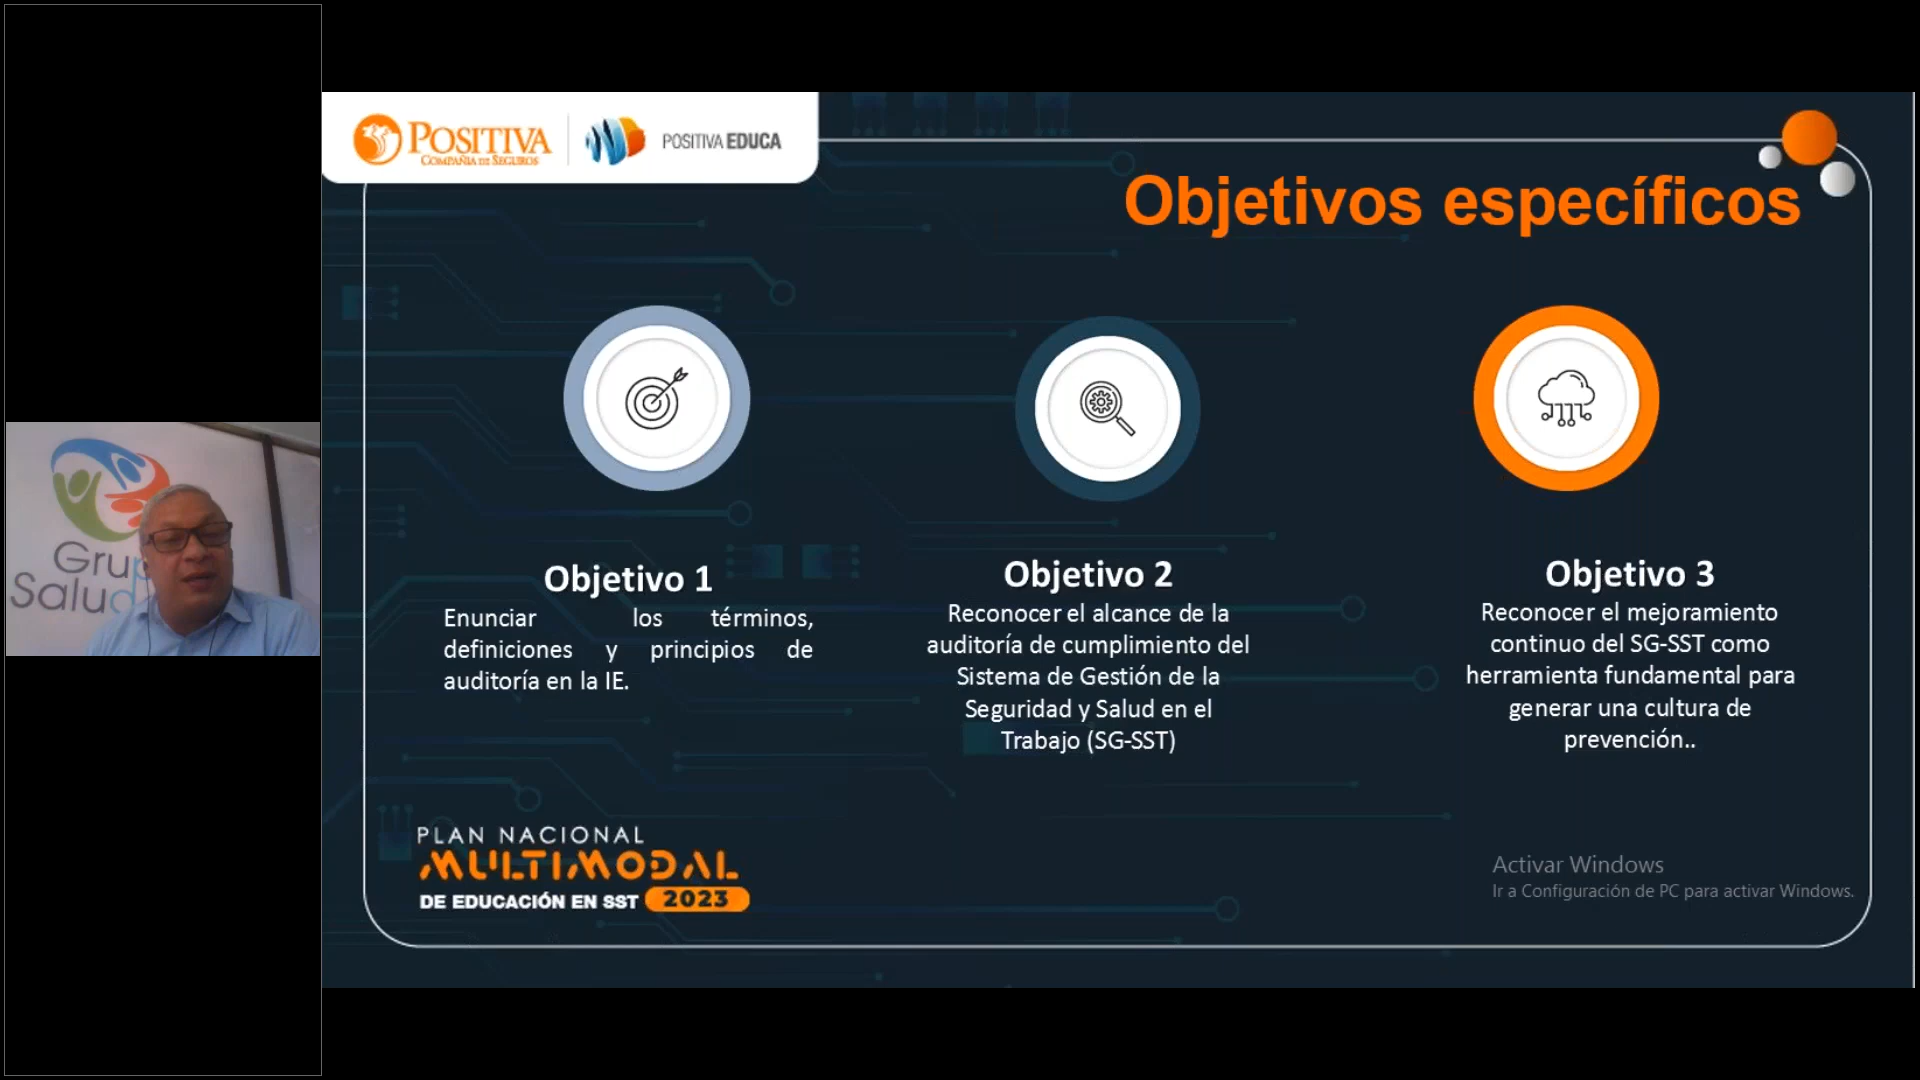 POSITIVA
COMPAÑIA DE SEGUROS
POSITIVA EDUCA
Objetivos específicos
Objetivo 1
Enunciar los términos,
definiciones y principios de
auditoría en la IE.
Objetivo 2
Reconocer el alcance de la
auditoría de cumplimiento del
Sistema de Gestión de la
Seguridad y Salud en el
Trabajo (SG-SST)
Objetivo 3
Reconocer el mejoramiento
continuo del SG-SST como
herramienta fundamental para
generar una cultura de
prevención..
PLAN NACIONAL
MULTIMODAL
DE EDUCACIÓN EN SST 2023
Activar Windows
Ir a Configuración de PC para activar Windows.